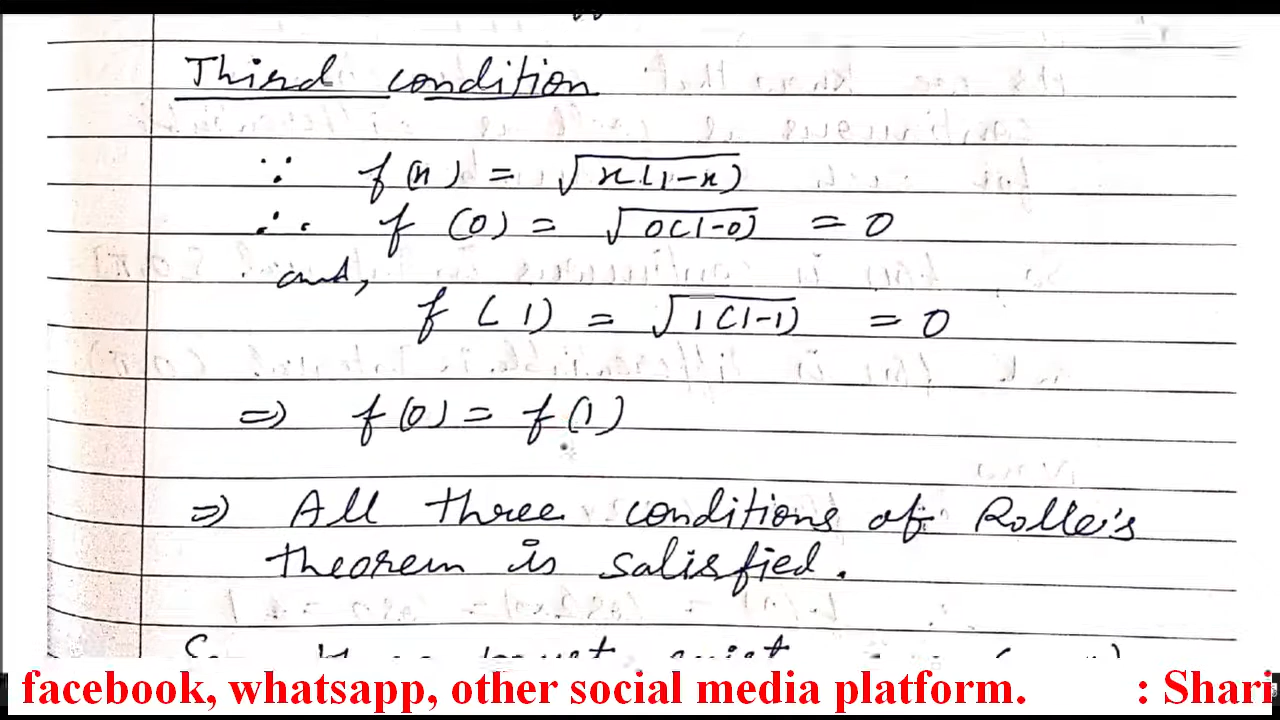 Third condition
∵ f(x) = √x(1-x)
∴ f(0) = √0(1-0) = 0
and,
f(1) = √1(1-1) = 0
=> f(0) = f(1)
=> All three conditions of Rolle's
theorem is satisfied.
facebook, whatsapp, other social media platform. : Shari